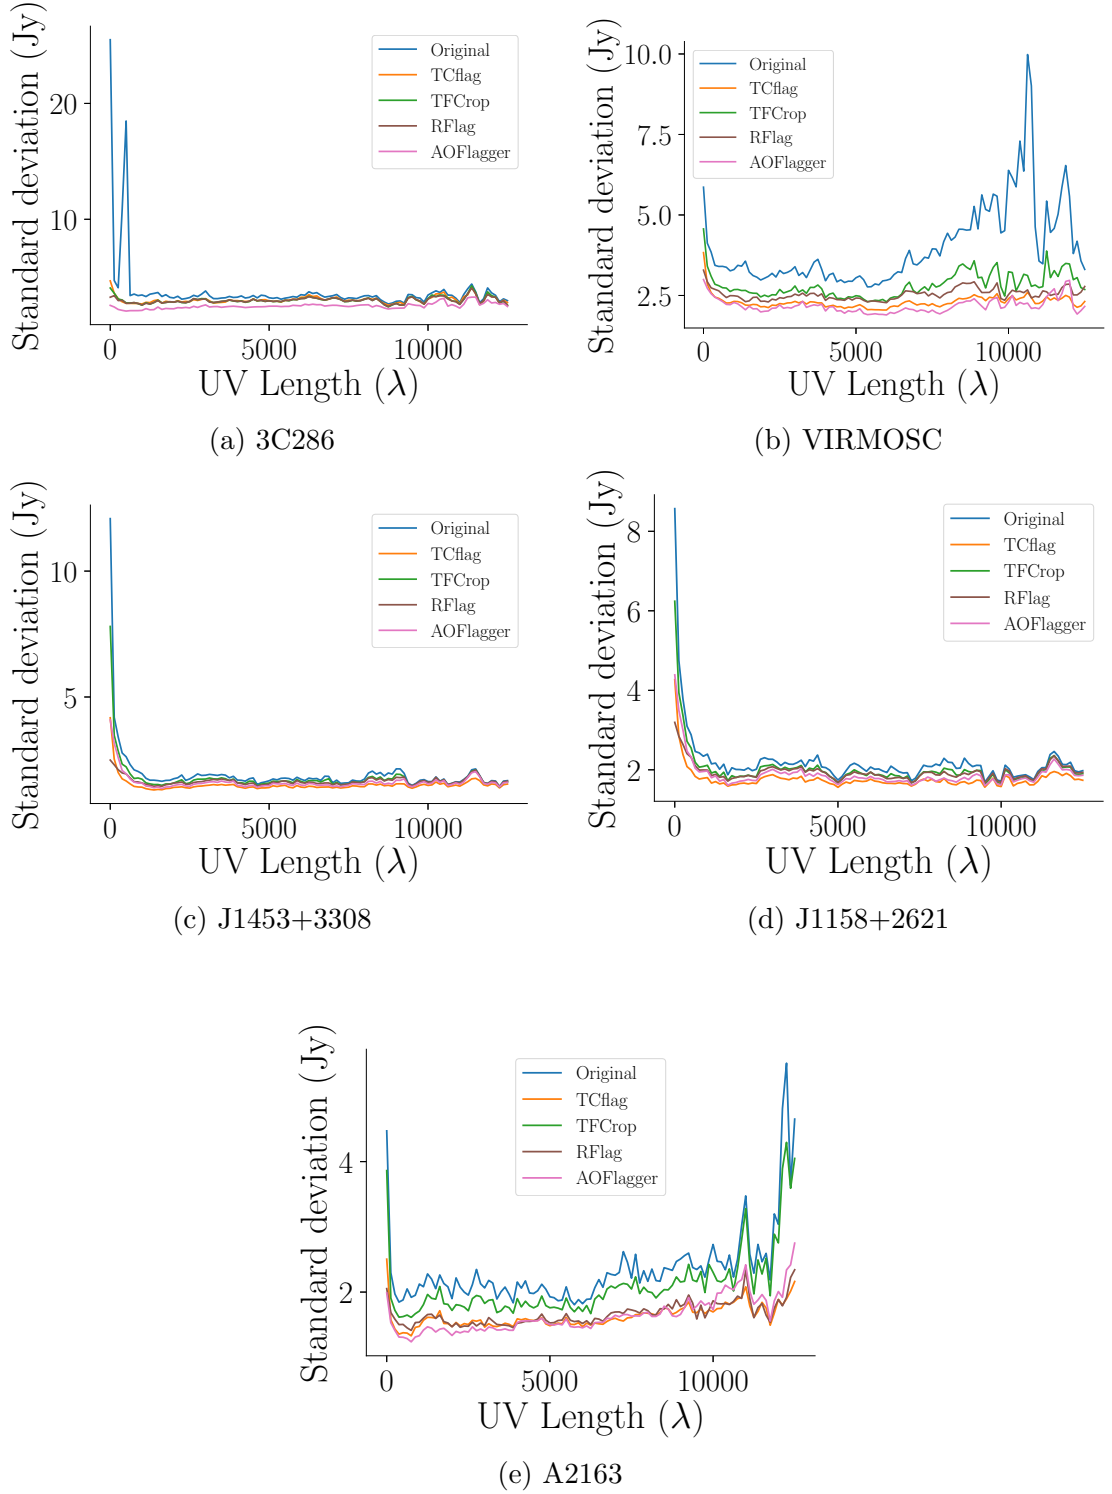 Standard deviation (Jy)
20
10
Original
TCflag
TFCrop
RFlag
AOFlagger
0 5000 10000
UV Length (λ)
(a) 3C286
Standard deviation (Jy)
10.0
7.5
5.0
2.5
Original
TCflag
TFCrop
RFlag
AOFlagger
0 5000 10000
UV Length (λ)
(b) VIRMOSC
Standard deviation (Jy)
10
5
Original
TCflag
TFCrop
RFlag
AOFlagger
0 5000 10000
UV Length (λ)
(c) J1453+3308
Standard deviation (Jy)
8
6
4
2
Original
TCflag
TFCrop
RFlag
AOFlagger
0 5000 10000
UV Length (λ)
(d) J1158+2621
Standard deviation (Jy)
4
2
Original
TCflag
TFCrop
RFlag
AOFlagger
0 5000 10000
UV Length (λ)
(e) A2163